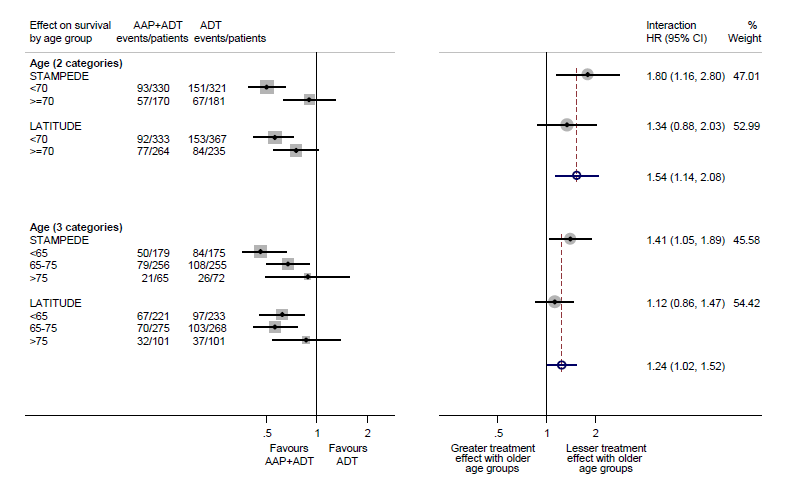 Effect on survival AAP+ADT ADT Interaction %
by age group events/patients events/patients HR (95% CI) Weight
Age (2 categories)
STAMPEDE 1.80 (1.16, 2.80) 47.01
<70 93/330 151/321
>=70 57/170 67/181
LATITUDE 1.34 (0.88, 2.03) 52.99
<70 92/333 153/367
>=70 77/264 84/235
1.54 (1.14, 2.08)
Age (3 categories)
STAMPEDE 1.41 (1.05, 1.89) 45.58
<65 50/179 84/175
65-75 79/256 108/255
>75 21/65 26/72
LATITUDE 1.12 (0.86, 1.47) 54.42
<65 67/221 97/233
65-75 70/275 103/268
>75 32/101 37/101
1.24 (1.02, 1.52)
.5 1 2 .5 1 2
Favours Favours Greater treatment Lesser treatment
AAP+ADT ADT effect with older effect with older
age groups age groups